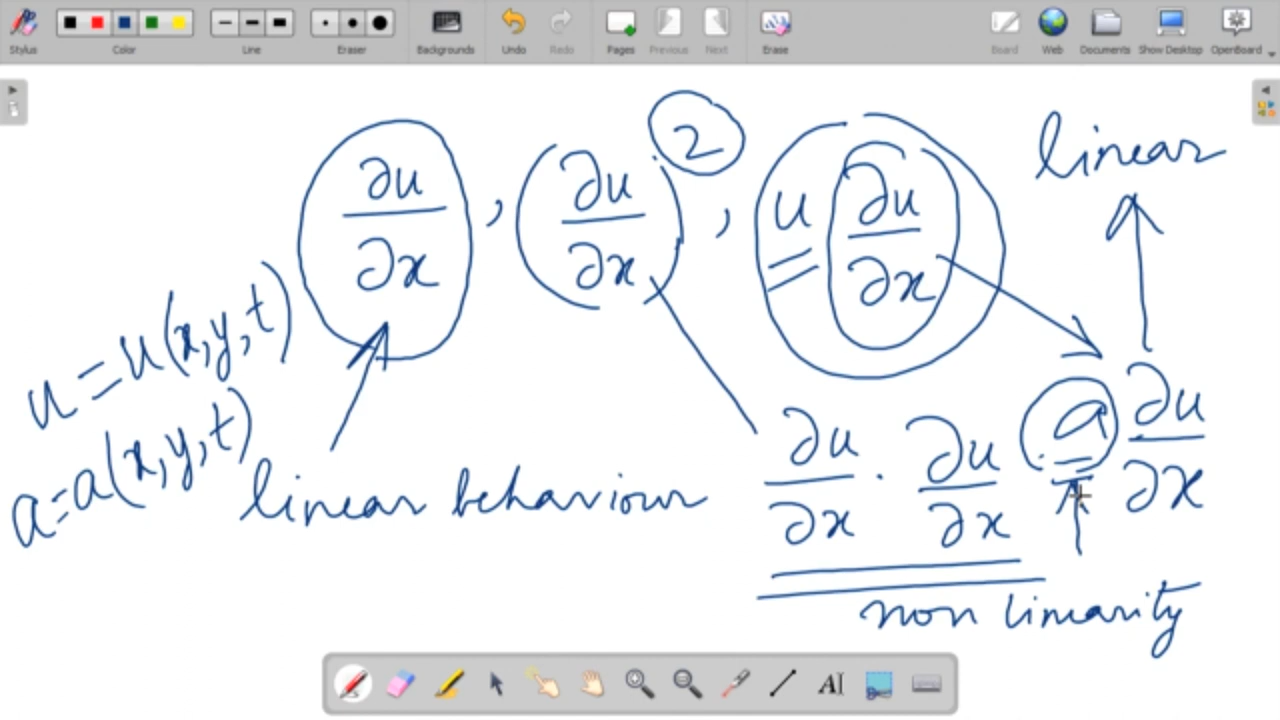 Stylus Color Line Eraser Backgrounds Undo Redo Pages Previous Next Erase Board Web Documents Show Desktop OpenBoard
∂u/∂x , (∂u/∂x)² , u ∂u/∂x
linear
u = u(x,y,t)
a = a(x,y,t)
linear behaviour
∂u/∂x · ∂u/∂x
a ∂u/∂x
non linearity
AI